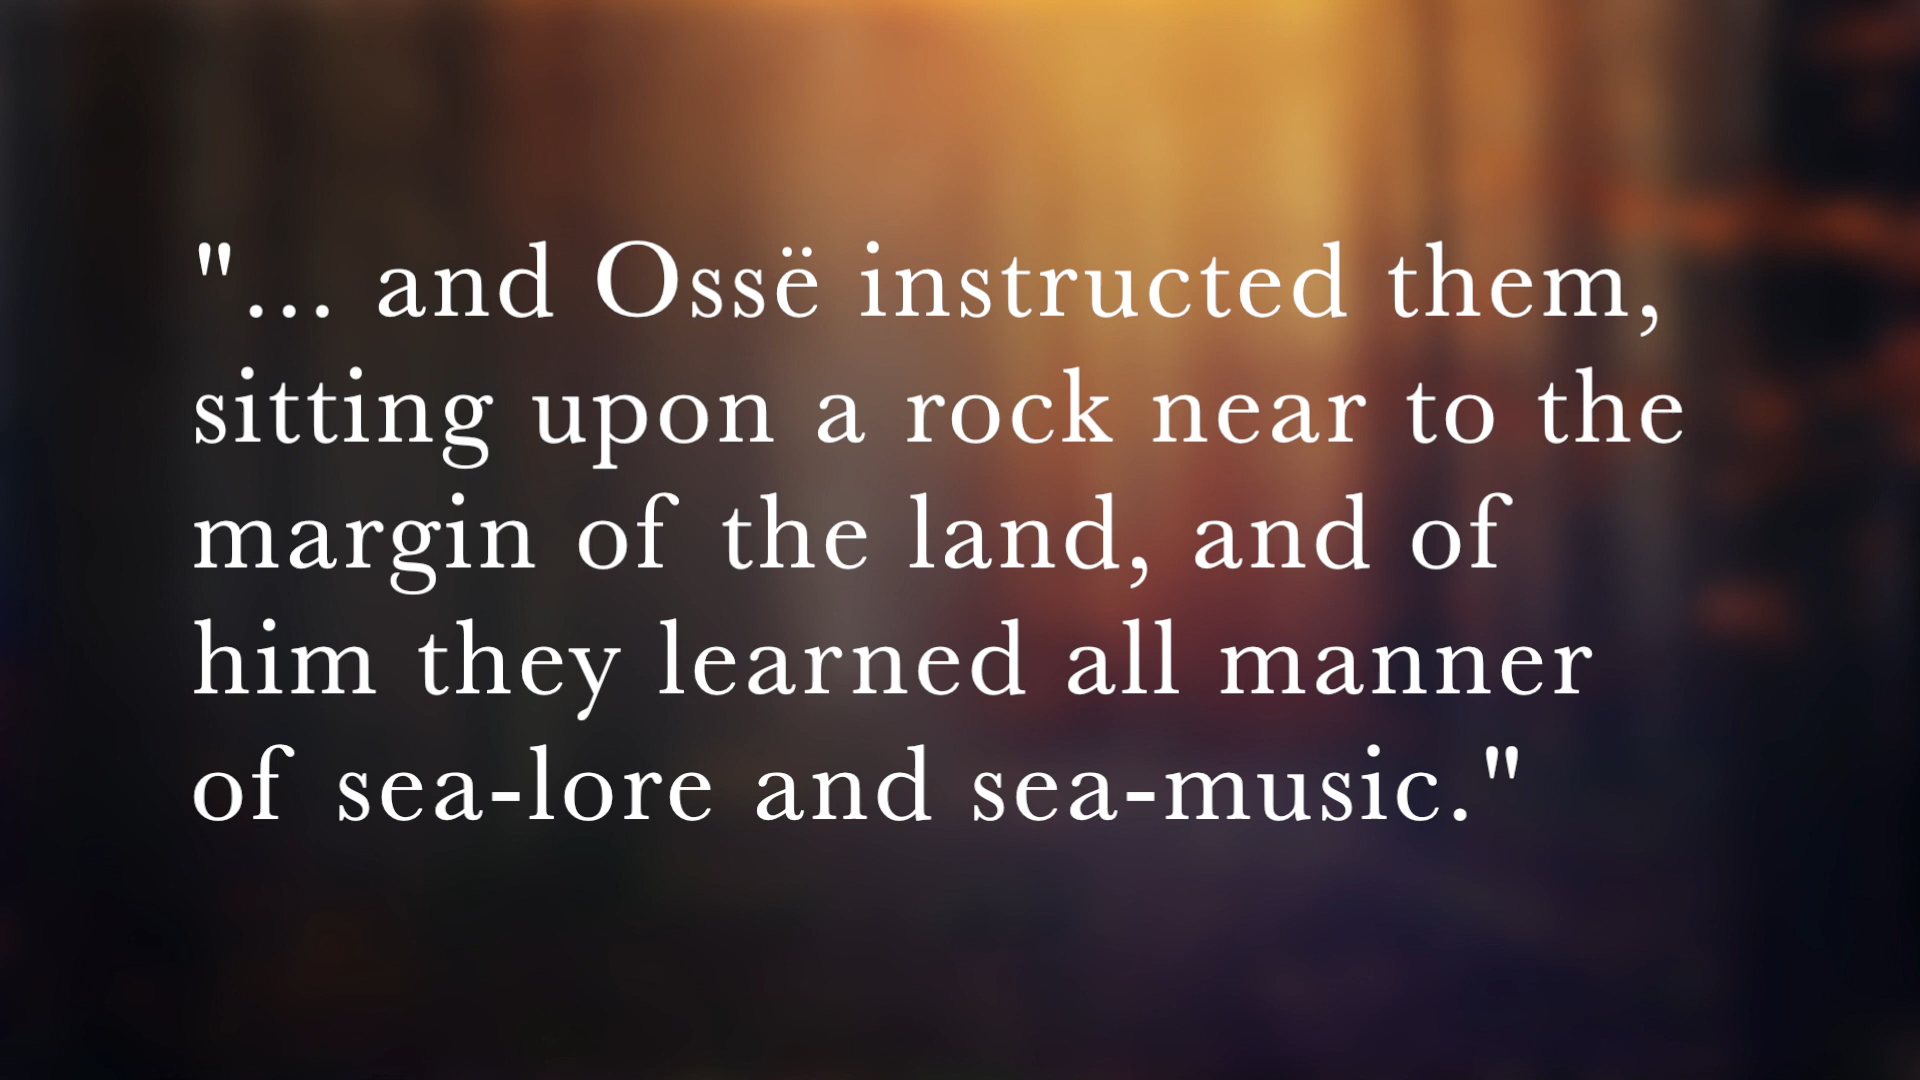 "... and Ossë instructed them,
sitting upon a rock near to the
margin of the land, and of
him they learned all manner
of sea-lore and sea-music."